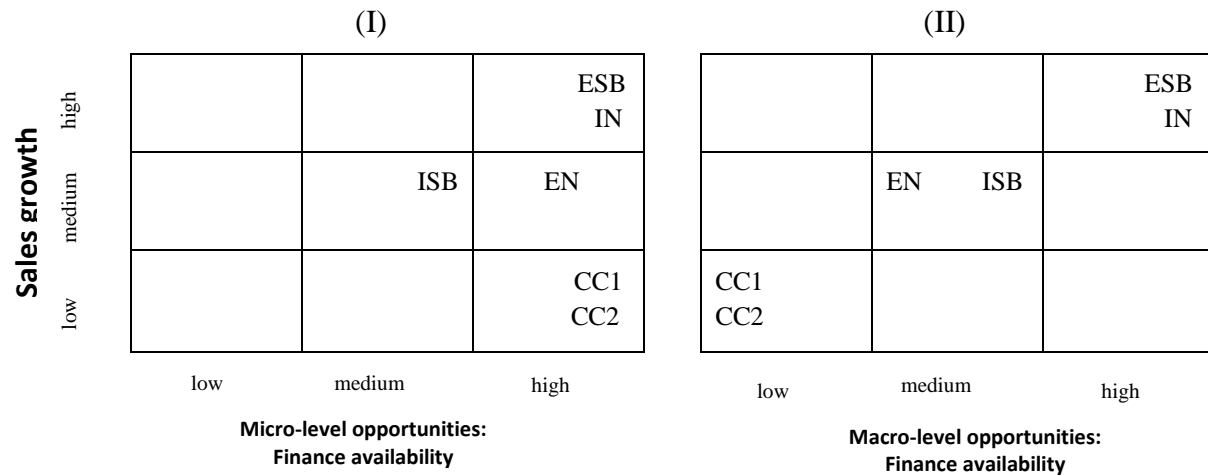 (I)
(II)
Sales growth
high
medium
low
ESB
IN
ISB
EN
CC1
CC2
low
medium
high
Micro-level opportunities:
Finance availability
ESB
IN
EN
ISB
CC1
CC2
low
medium
high
Macro-level opportunities:
Finance availability